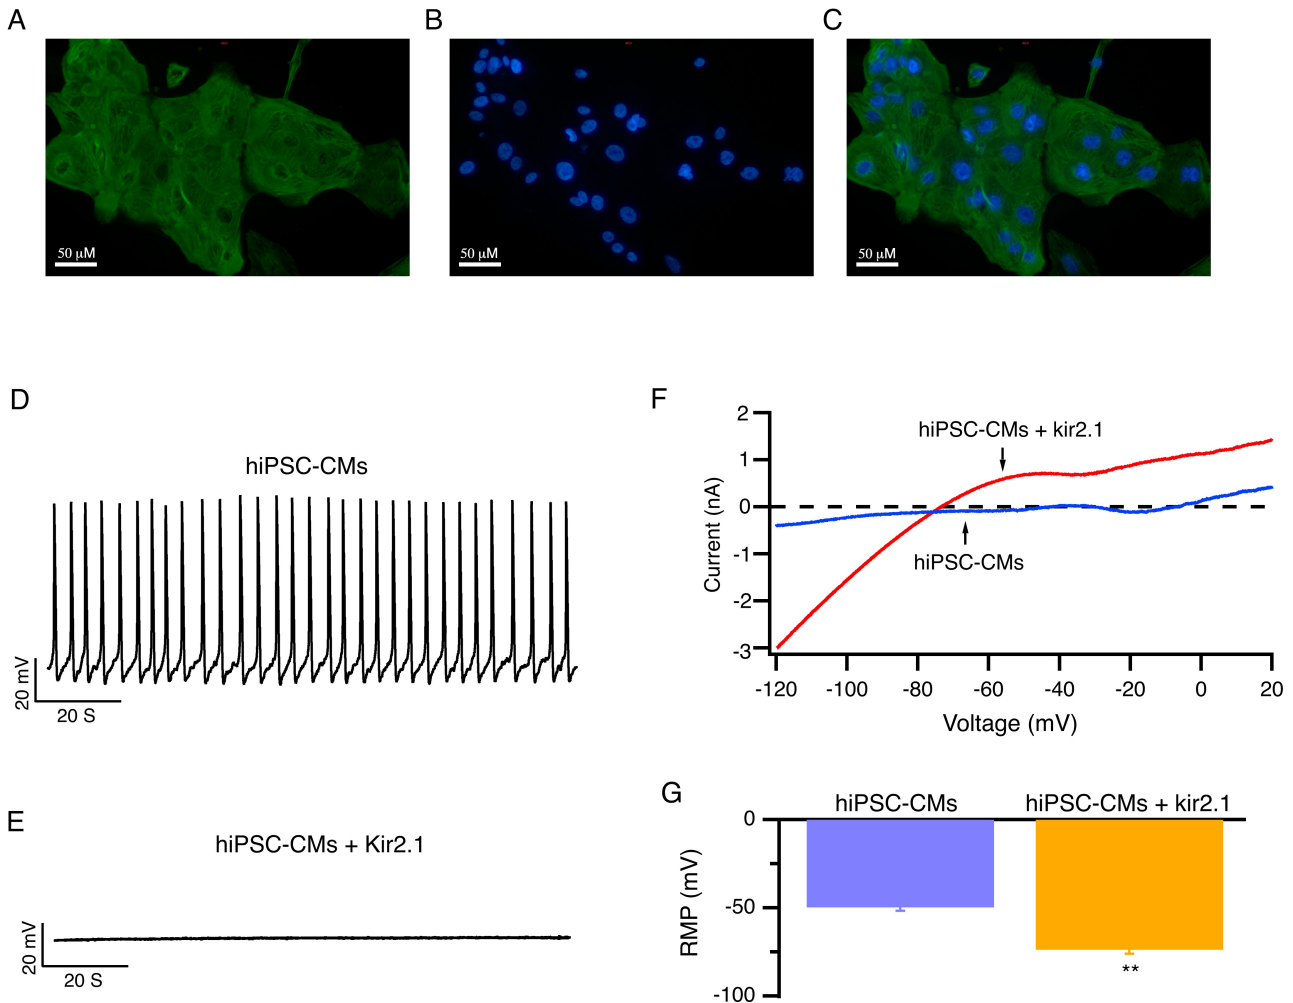 A
B
C
50 μM
50 μM
50 μM
D
hiPSC-CMs
20 mV
20 S
E
hiPSC-CMs + Kir2.1
20 mV
20 S
F
2
1
0
-1
-2
-3
Current (nA)
hiPSC-CMs + kir2.1
hiPSC-CMs
-120 -100 -80 -60 -40 -20 0 20
Voltage (mV)
G
hiPSC-CMs hiPSC-CMs + kir2.1
0
-50
-100
RMP (mV)
**